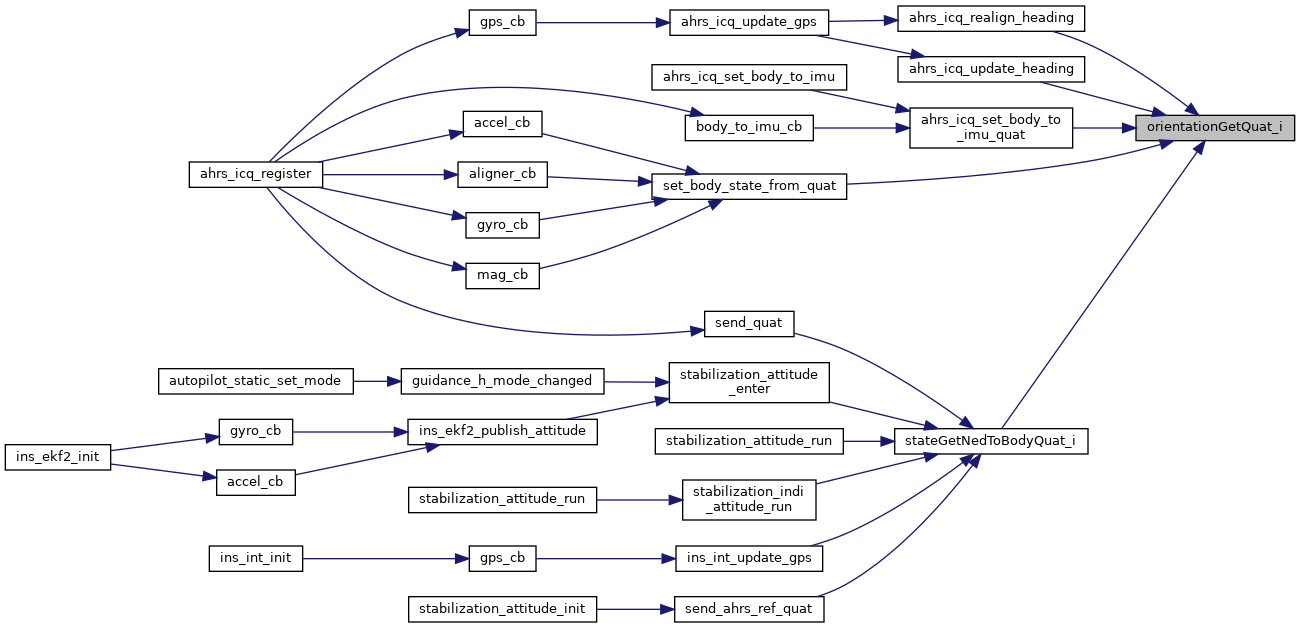 gps_cb
ahrs_icq_update_gps
ahrs_icq_realign_heading
ahrs_icq_update_heading
ahrs_icq_set_body_to_imu
accel_cb
body_to_imu_cb
ahrs_icq_set_body_to
_imu_quat
orientationGetQuat_i
ahrs_icq_register
aligner_cb
set_body_state_from_quat
gyro_cb
mag_cb
send_quat
autopilot_static_set_mode
guidance_h_mode_changed
stabilization_attitude
_enter
gyro_cb
ins_ekf2_publish_attitude
stabilization_attitude_run
stateGetNedToBodyQuat_i
ins_ekf2_init
accel_cb
stabilization_attitude_run
stabilization_indi
_attitude_run
ins_int_init
gps_cb
ins_int_update_gps
stabilization_attitude_init
send_ahrs_ref_quat